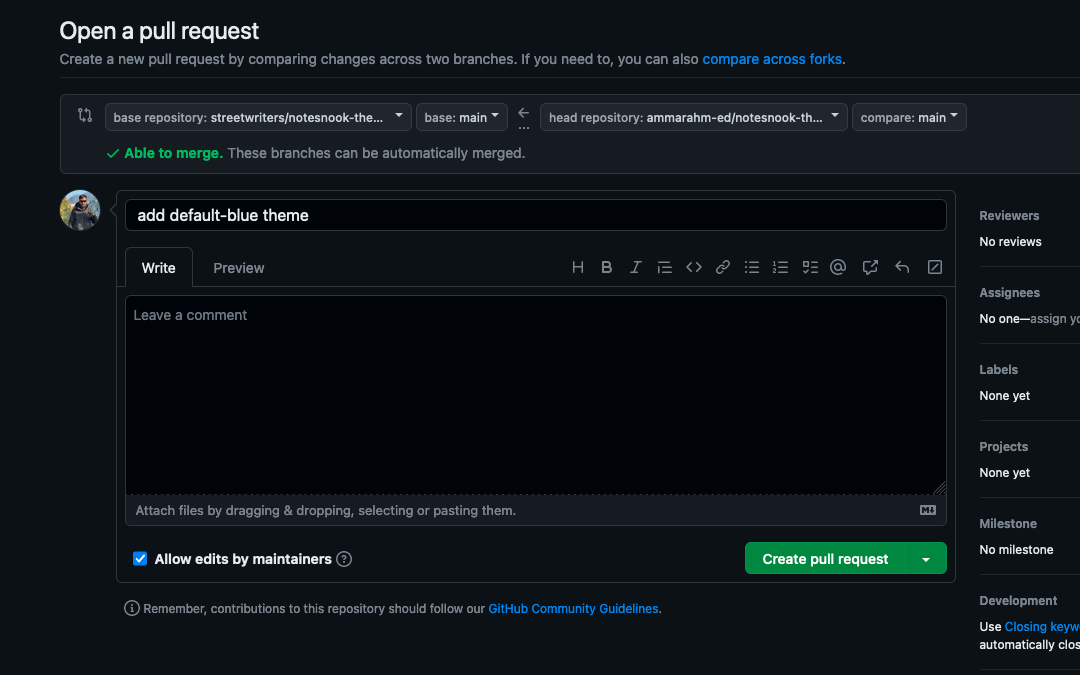 Open a pull request
Create a new pull request by comparing changes across two branches. If you need to, you can also compare across forks.
base repository: streetwriters/notesnook-the... base: main head repository: ammarahm-ed/notesnook-th... compare: main
Able to merge. These branches can be automatically merged.
add default-blue theme
Reviewers
No reviews
Write Preview
Assignees
No one—assign yo
Leave a comment
Labels
None yet
Projects
None yet
Attach files by dragging & dropping, selecting or pasting them.
Milestone
No milestone
Allow edits by maintainers
Create pull request
Development
Use Closing keyw
automatically clos
Remember, contributions to this repository should follow our GitHub Community Guidelines.